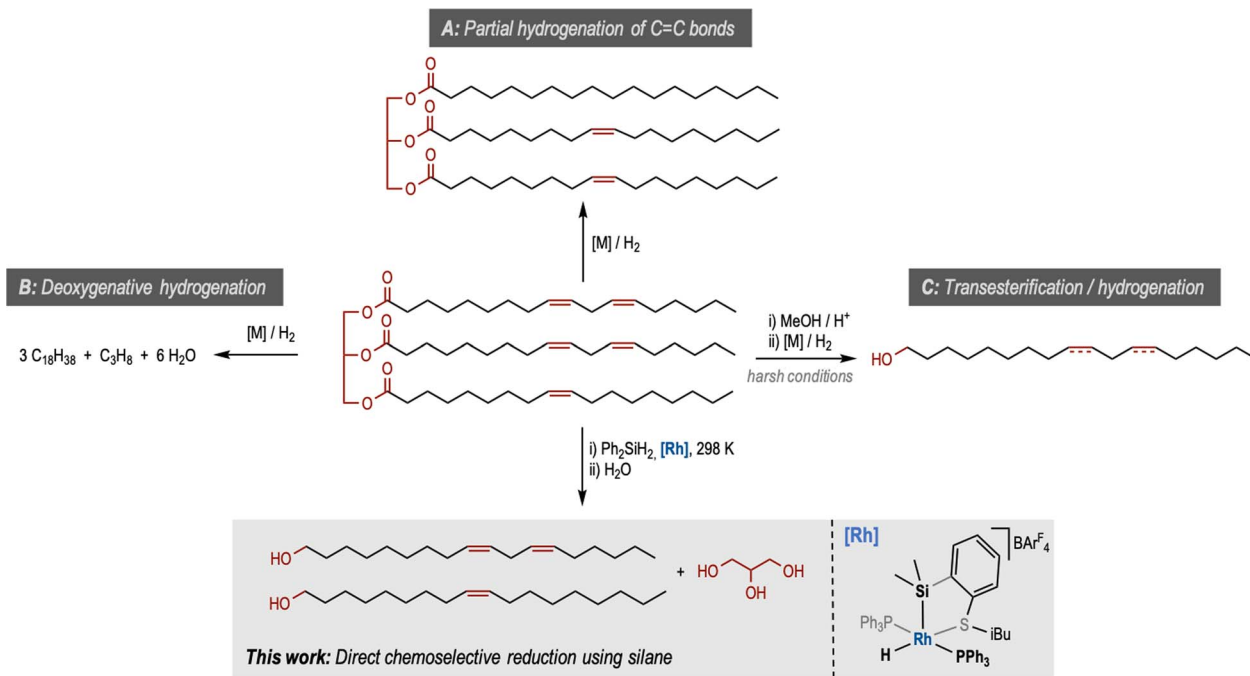 A: Partial hydrogenation of C=C bonds
O
O
O
O
O
O
[M] / H2
B: Deoxygenative hydrogenation
[M] / H2
3 C18H38 + C3H8 + 6 H2O
O
O
O
O
O
O
C: Transesterification / hydrogenation
i) MeOH / H+
ii) [M] / H2
harsh conditions
HO
i) Ph2SiH2, [Rh], 298 K
ii) H2O
HO
HO
+
HO
OH
OH
This work: Direct chemoselective reduction using silane
[Rh]
BArF4
Si
Ph3P
S
iBu
Rh
H
PPh3